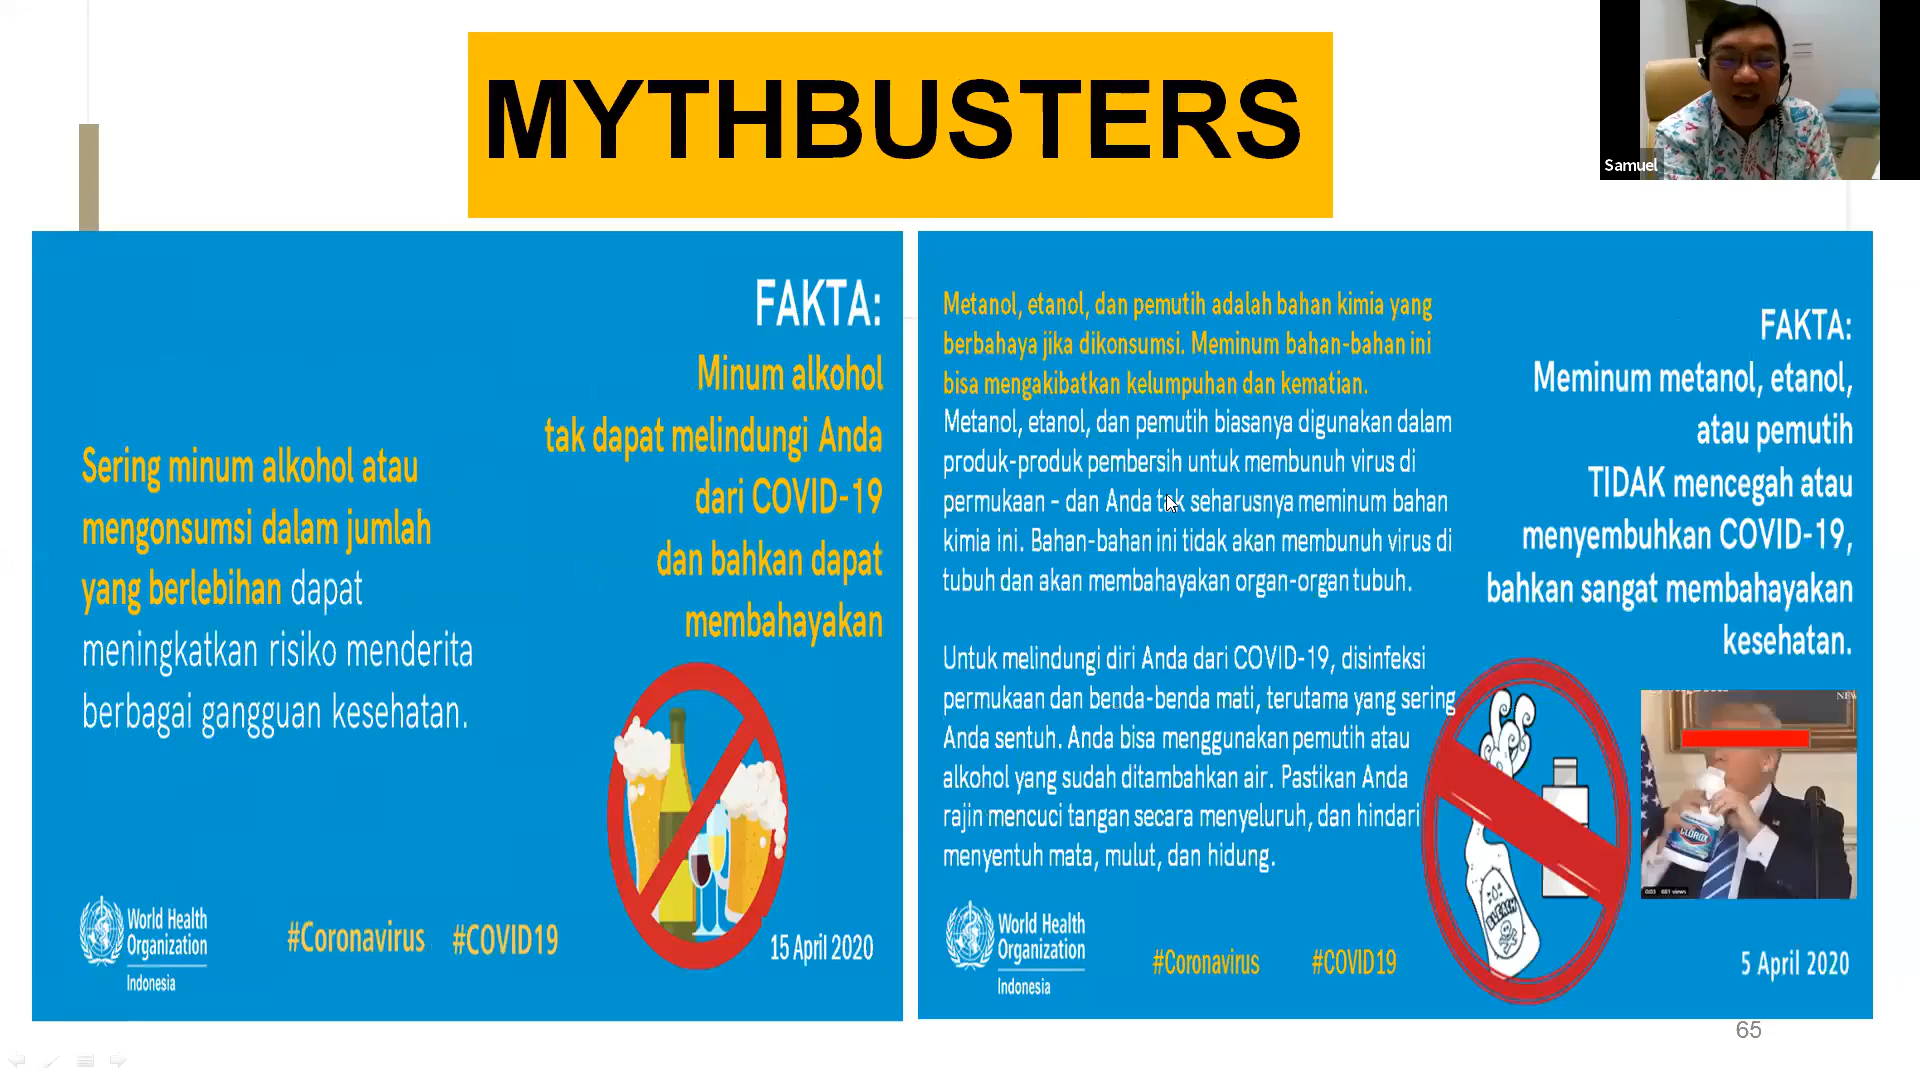 MYTHBUSTERS
Samuel
FAKTA:
Minum alkohol
tak dapat melindungi Anda
dari COVID-19
dan bahkan dapat
membahayakan
Sering minum alkohol atau
mengonsumsi dalam jumlah
yang berlebihan dapat
meningkatkan risiko menderita
berbagai gangguan kesehatan.
World Health
Organization
Indonesia
#Coronavirus #COVID19
15 April 2020
Metanol, etanol, dan pemutih adalah bahan kimia yang
berbahaya jika dikonsumsi. Meminum bahan-bahan ini
bisa mengakibatkan kelumpuhan dan kematian.
Metanol, etanol, dan pemutih biasanya digunakan dalam
produk-produk pembersih untuk membunuh virus di
permukaan – dan Anda tak seharusnya meminum bahan
kimia ini. Bahan-bahan ini tidak akan membunuh virus di
tubuh dan akan membahayakan organ-organ tubuh.
Untuk melindungi diri Anda dari COVID-19, disinfeksi
permukaan dan benda-benda mati, terutama yang sering
Anda sentuh. Anda bisa menggunakan pemutih atau
alkohol yang sudah ditambahkan air. Pastikan Anda
rajin mencuci tangan secara menyeluruh, dan hindari
menyentuh mata, mulut, dan hidung.
FAKTA:
Meminum metanol, etanol,
atau pemutih
TIDAK mencegah atau
menyembuhkan COVID-19,
bahkan sangat membahayakan
kesehatan.
BLEACH
CLOROX
0:03 681 views
World Health
Organization
Indonesia
#Coronavirus #COVID19
5 April 2020
65